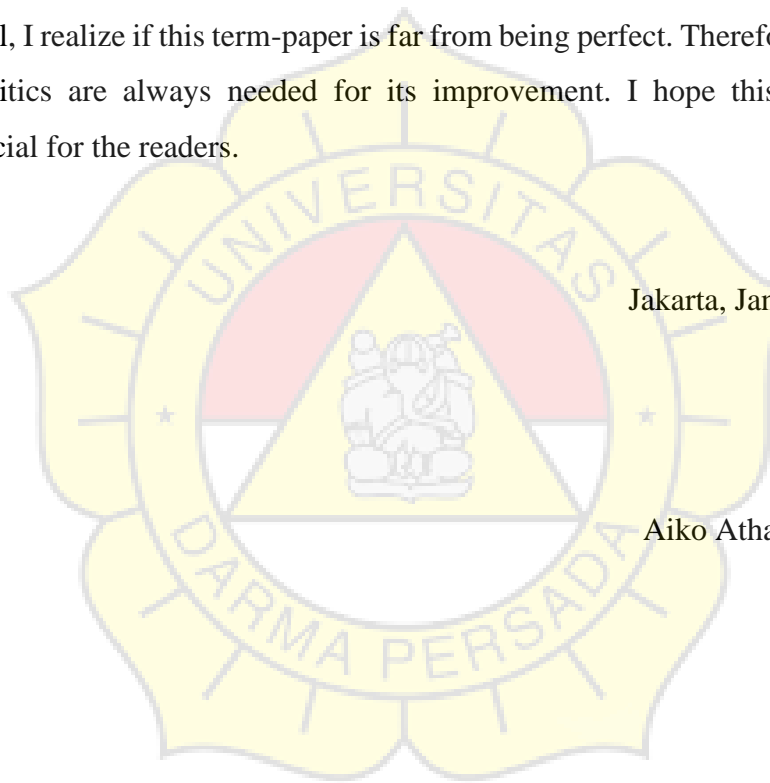 l, I realize if this term-paper is far from being perfect. Therefo
itics are always needed for its improvement. I hope this
cial for the readers.
UNIVERSITAS
Jakarta, Jan
Aiko Atha
DARMA PERSADA